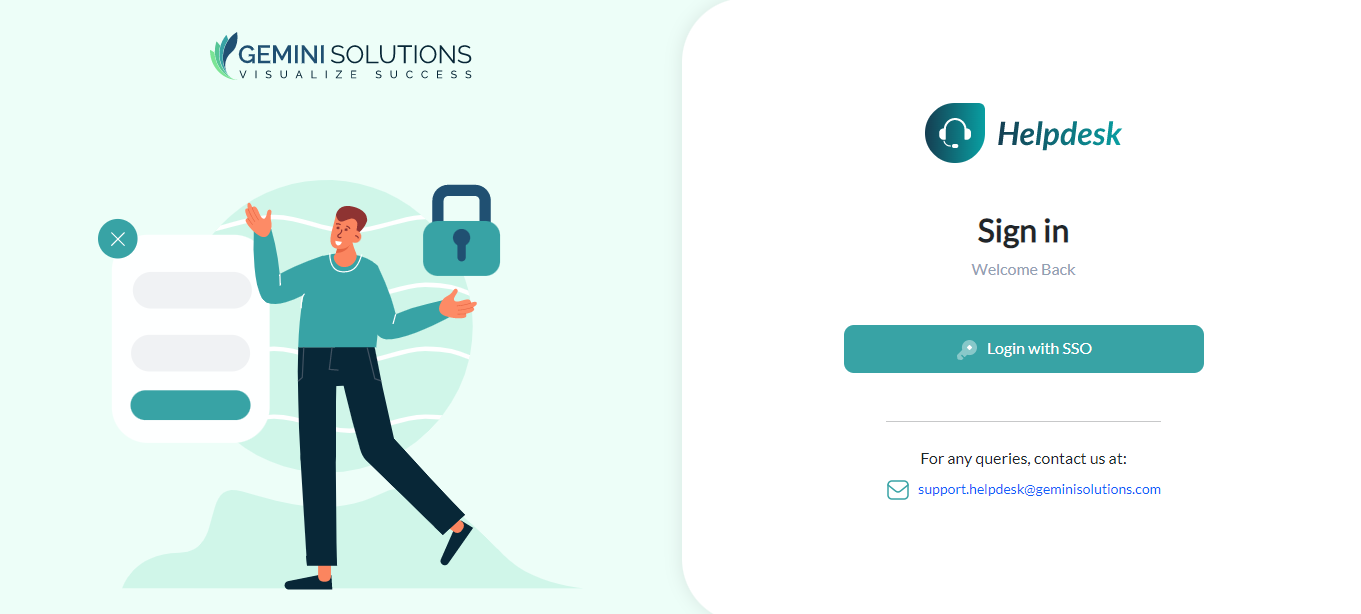 GEMINI SOLUTIONS
VISUALIZE SUCCESS
Helpdesk
Sign in
Welcome Back
Login with SSO
For any queries, contact us at:
support.helpdesk@geminisolutions.com